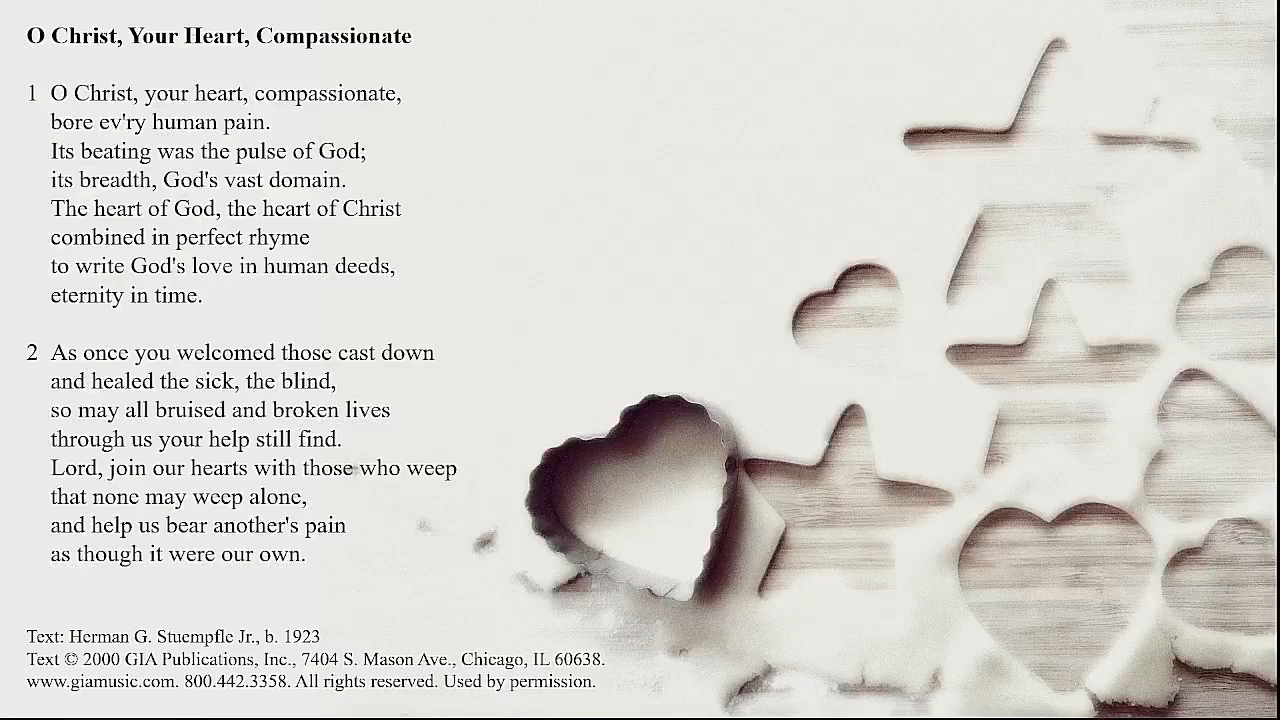 O Christ, Your Heart, Compassionate
1 O Christ, your heart, compassionate,
bore ev'ry human pain.
Its beating was the pulse of God;
its breadth, God's vast domain.
The heart of God, the heart of Christ
combined in perfect rhyme
to write God's love in human deeds,
eternity in time.
2 As once you welcomed those cast down
and healed the sick, the blind,
so may all bruised and broken lives
through us your help still find.
Lord, join our hearts with those who weep
that none may weep alone,
and help us bear another's pain
as though it were our own.
Text: Herman G. Stuempfle Jr., b. 1923
Text © 2000 GIA Publications, Inc., 7404 S. Mason Ave., Chicago, IL 60638.
www.giamusic.com. 800.442.3358. All rights reserved. Used by permission.